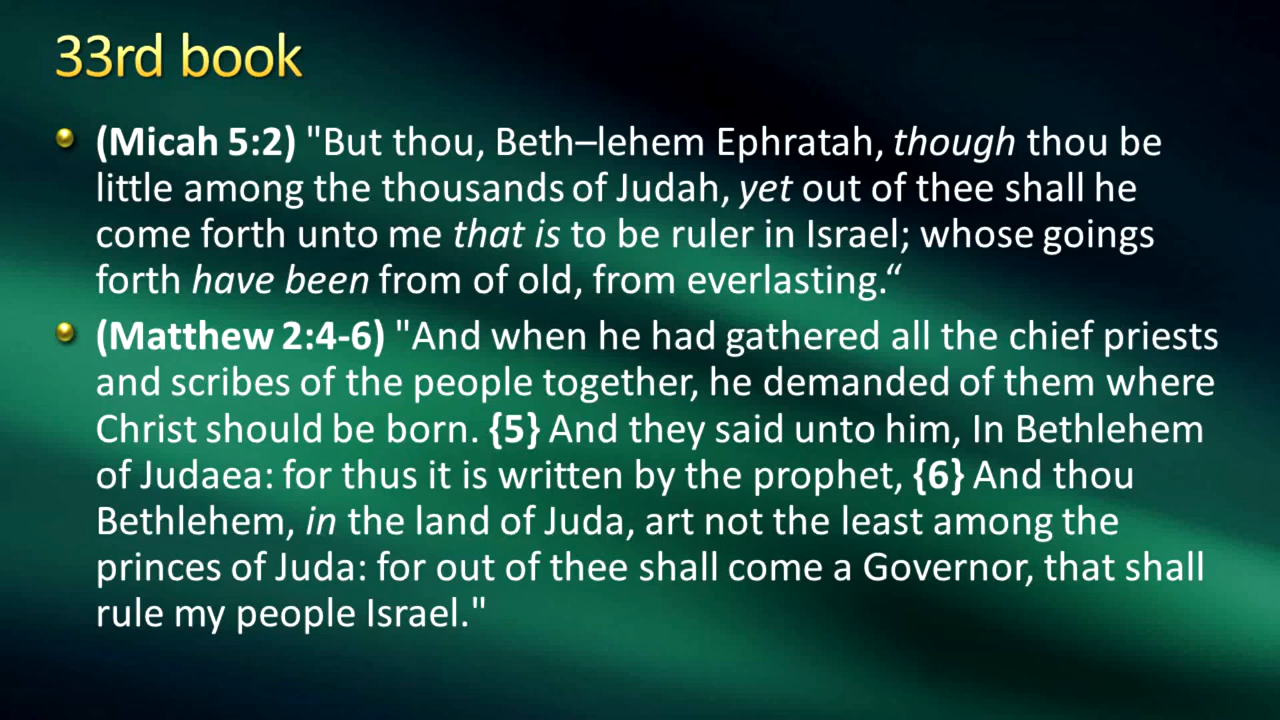 33rd book
(Micah 5:2) "But thou, Beth–lehem Ephratah, though thou be
little among the thousands of Judah, yet out of thee shall he
come forth unto me that is to be ruler in Israel; whose goings
forth have been from of old, from everlasting.“
(Matthew 2:4-6) "And when he had gathered all the chief priests
and scribes of the people together, he demanded of them where
Christ should be born. {5} And they said unto him, In Bethlehem
of Judaea: for thus it is written by the prophet, {6} And thou
Bethlehem, in the land of Juda, art not the least among the
princes of Juda: for out of thee shall come a Governor, that shall
rule my people Israel."